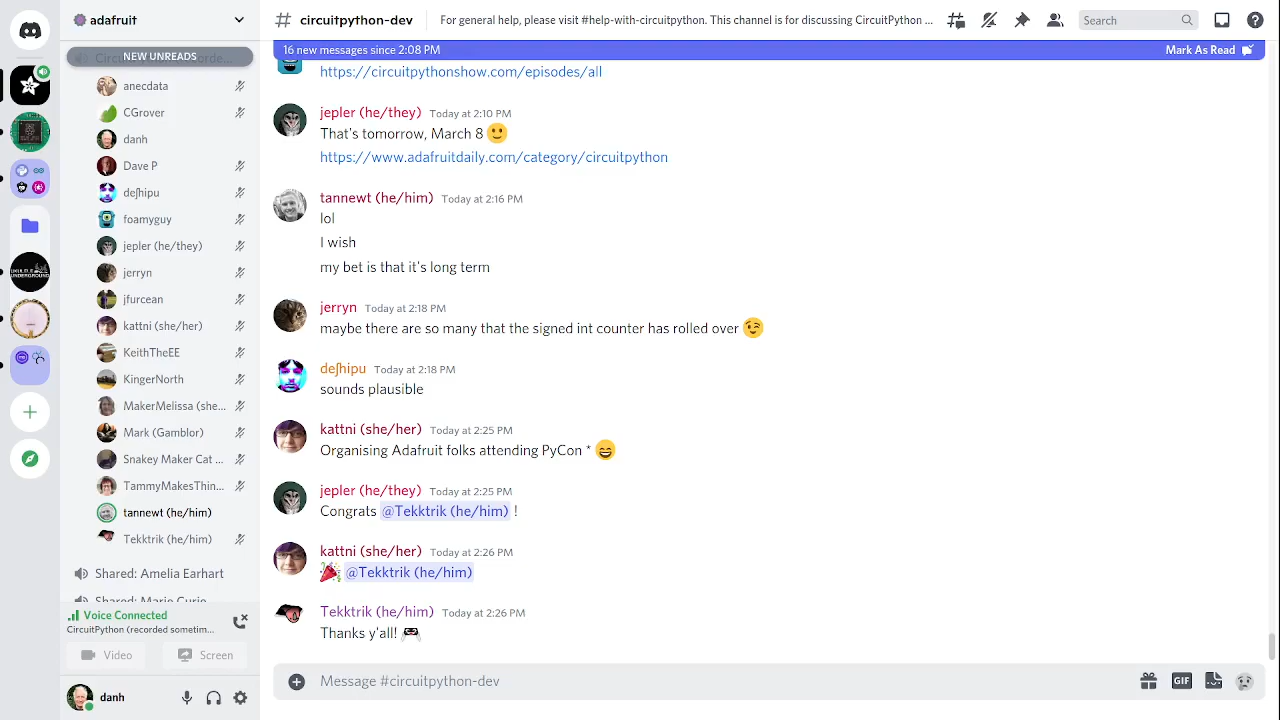 adafruit
NEW UNREADS
anecdata
CGrover
danh
Dave P
deʃhipu
foamyguy
jepler (he/they)
jerryn
jfurcean
kattni (she/her)
KeithTheEE
KingerNorth
MakerMelissa (she...
Mark (Gamblor)
Snakey Maker Cat ...
TammyMakesThin...
tannewt (he/him)
Tekktrik (he/him)
Shared: Amelia Earhart
Shared: Marie Curie
Voice Connected
CircuitPython (recorded sometim...
Video
Screen
danh
# circuitpython-dev
For general help, please visit #help-with-circuitpython. This channel is for discussing CircuitPython ...
Search
16 new messages since 2:08 PM
Mark As Read
https://circuitpythonshow.com/episodes/all
jepler (he/they) Today at 2:10 PM
That's tomorrow, March 8 🙂
https://www.adafruitdaily.com/category/circuitpython
tannewt (he/him) Today at 2:16 PM
lol
I wish
my bet is that it's long term
jerryn Today at 2:18 PM
maybe there are so many that the signed int counter has rolled over 😉
deʃhipu Today at 2:18 PM
sounds plausible
kattni (she/her) Today at 2:25 PM
Organising Adafruit folks attending PyCon * 😄
jepler (he/they) Today at 2:25 PM
Congrats @Tekktrik (he/him) !
kattni (she/her) Today at 2:26 PM
🎉 @Tekktrik (he/him)
Tekktrik (he/him) Today at 2:26 PM
Thanks y'all!
Message #circuitpython-dev
GIF